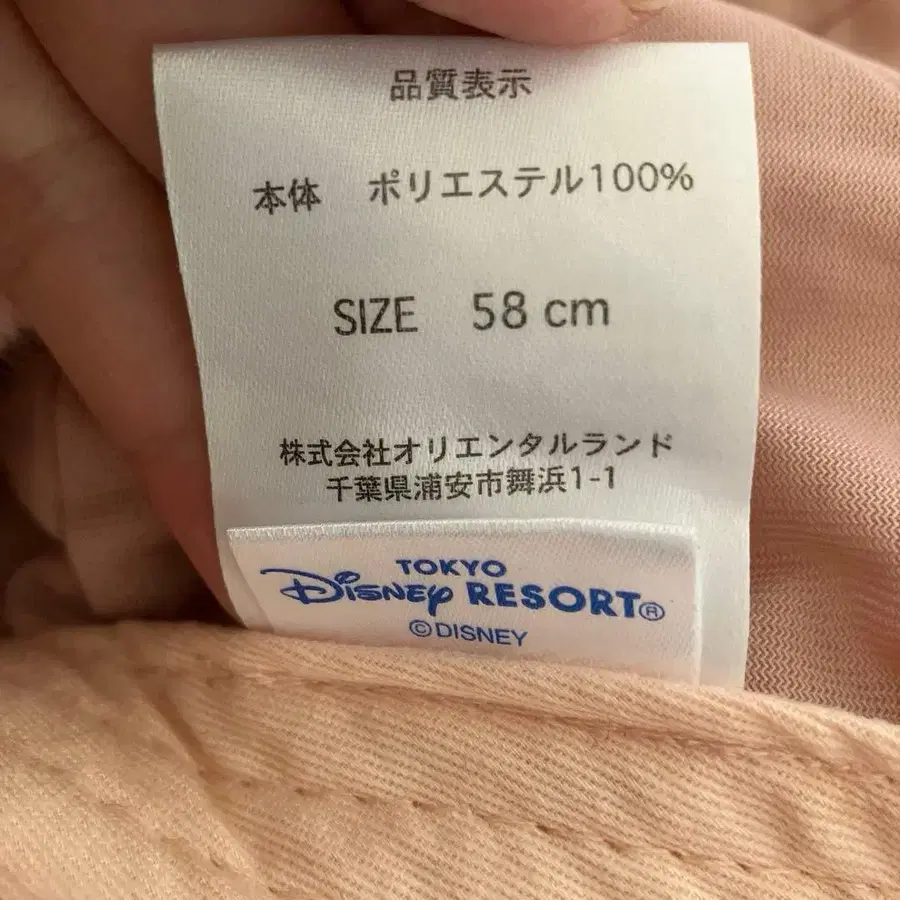 品質表示
本体 ポリエステル100%
SIZE 58 cm
株式会社オリエンタルランド
千葉県浦安市舞浜1-1
TOKYO
Disney RESORT®
©DISNEY